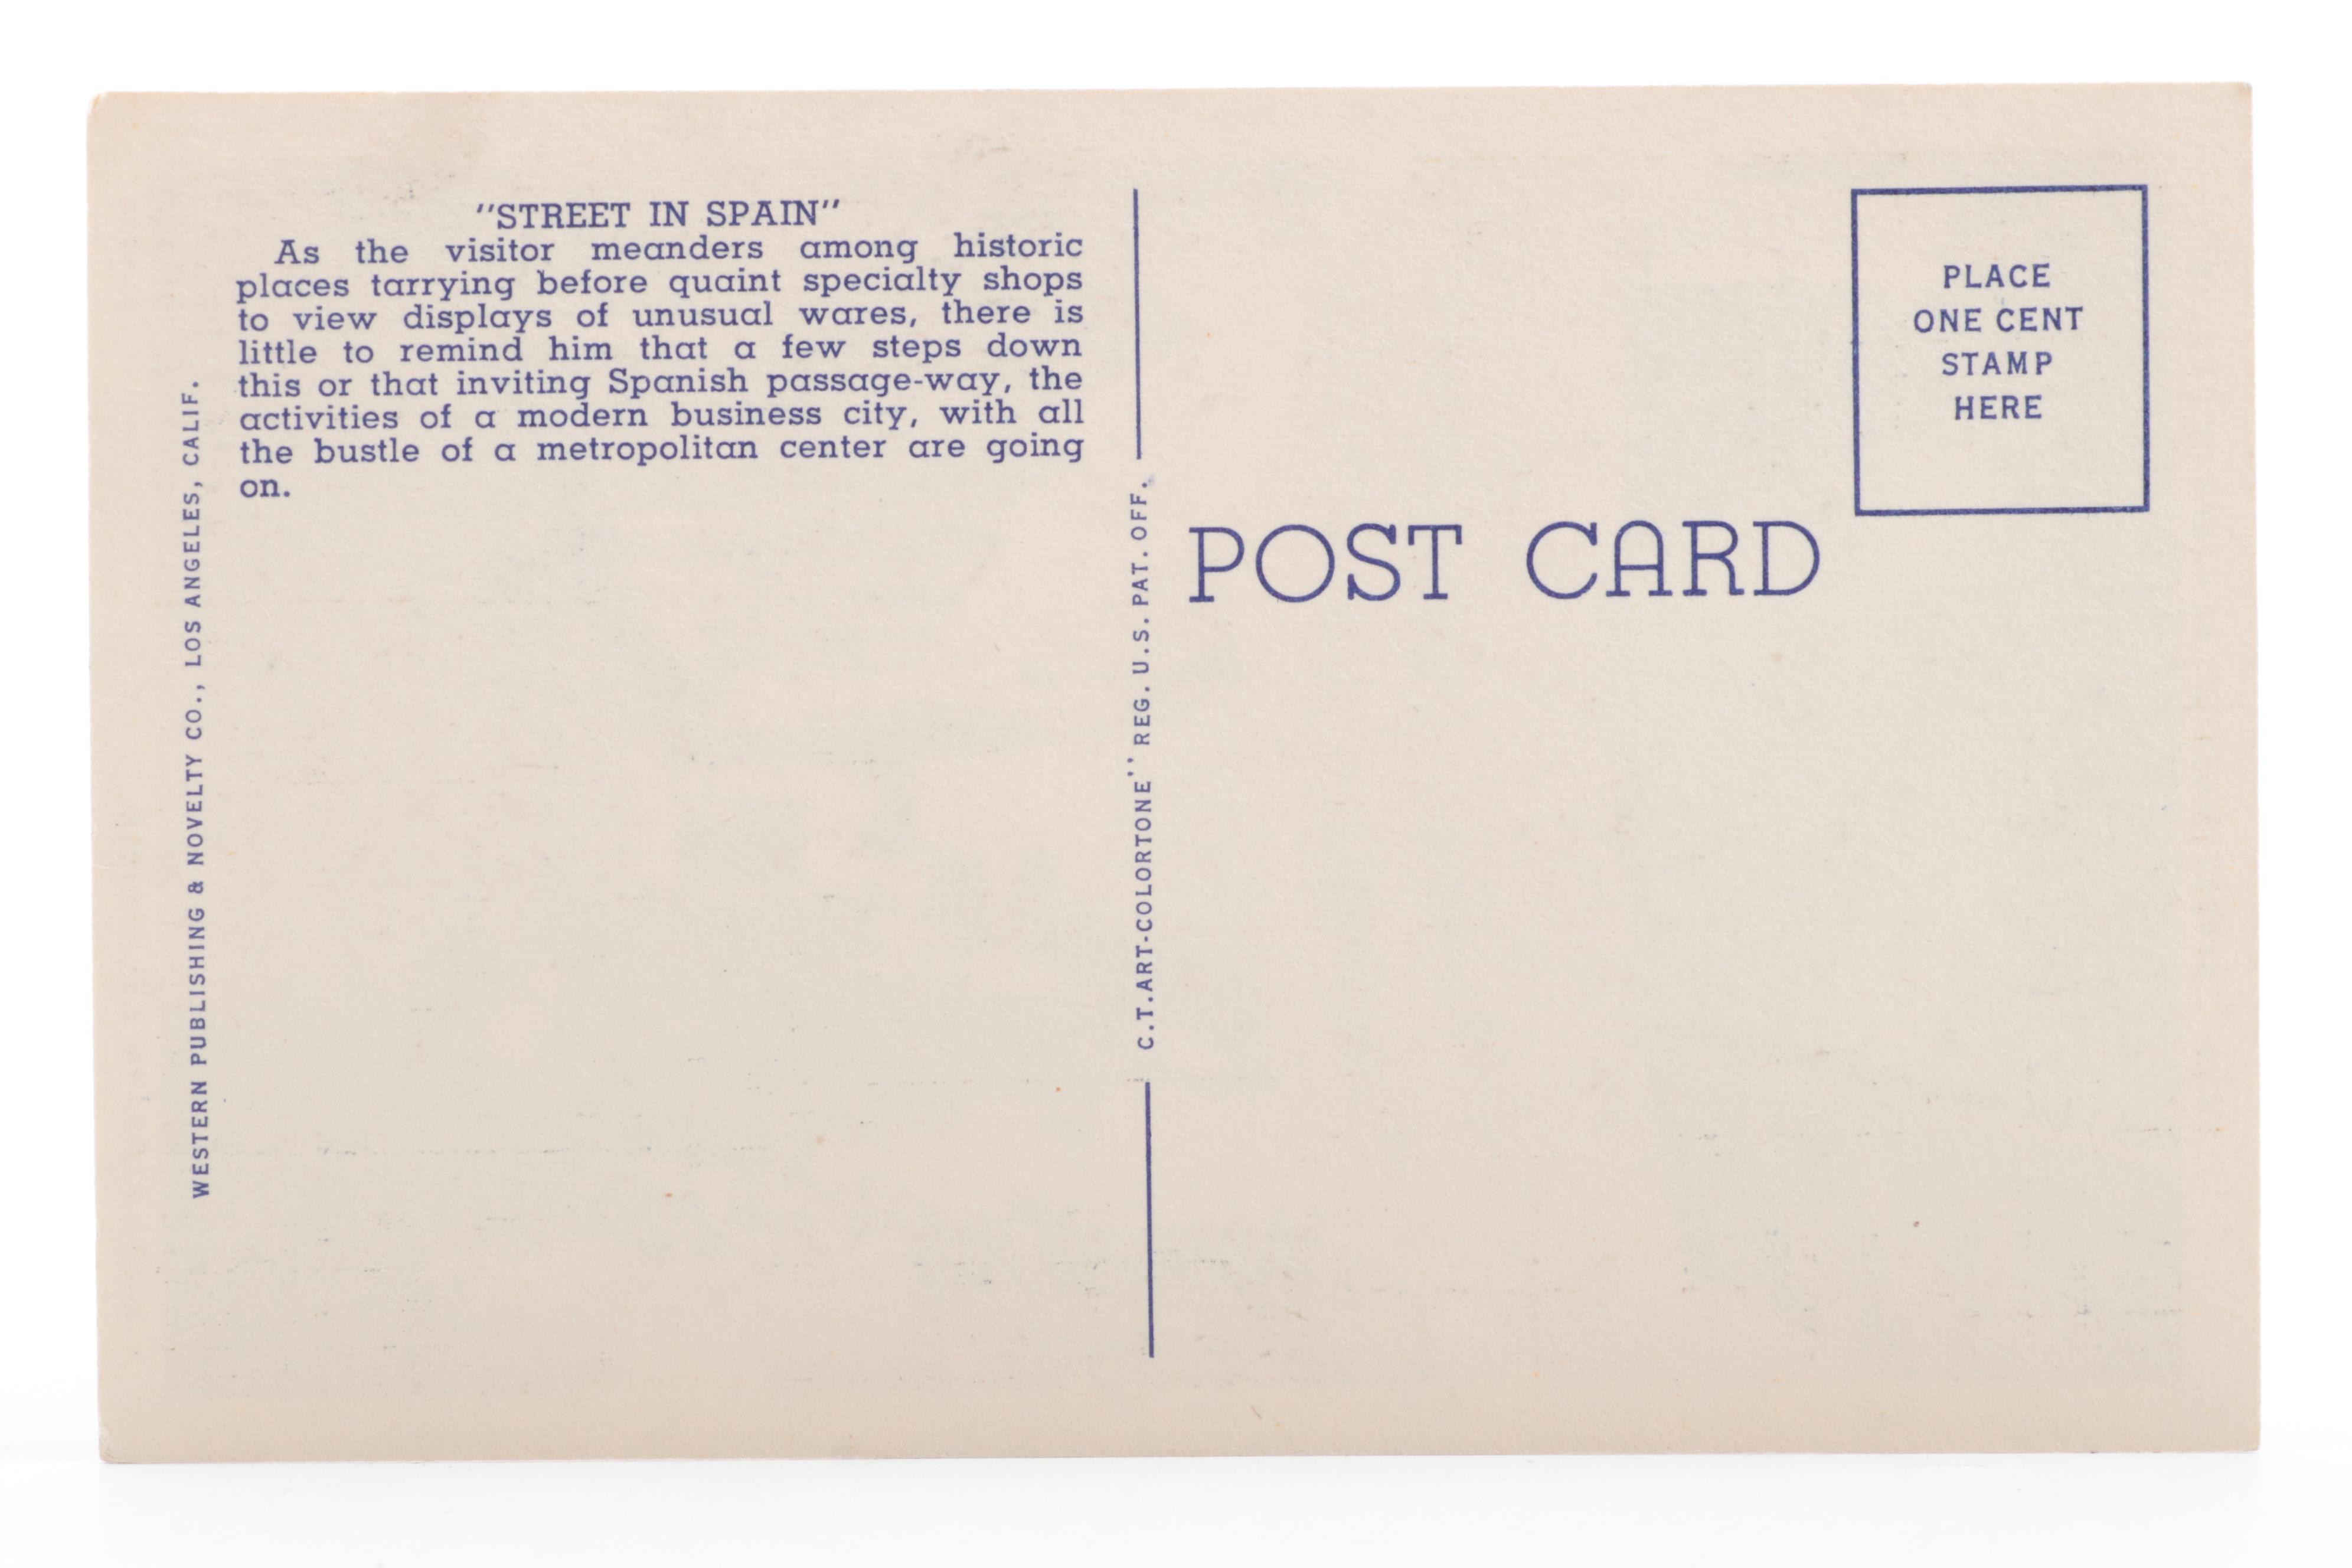 "STREET IN SPAIN"
As the visitor meanders among historic
places tarrying before quaint specialty shops
to view displays of unusual wares, there is
little to remind him that a few steps down
this or that inviting Spanish passage-way, the
activities of a modern business city, with all
the bustle of a metropolitan center are going
on.
WESTERN PUBLISHING & NOVELTY CO., LOS ANGELES, CALIF.
C.T.ART-COLORTONE" REG. U.S. PAT. OFF.
POST CARD
PLACE
ONE CENT
STAMP
HERE